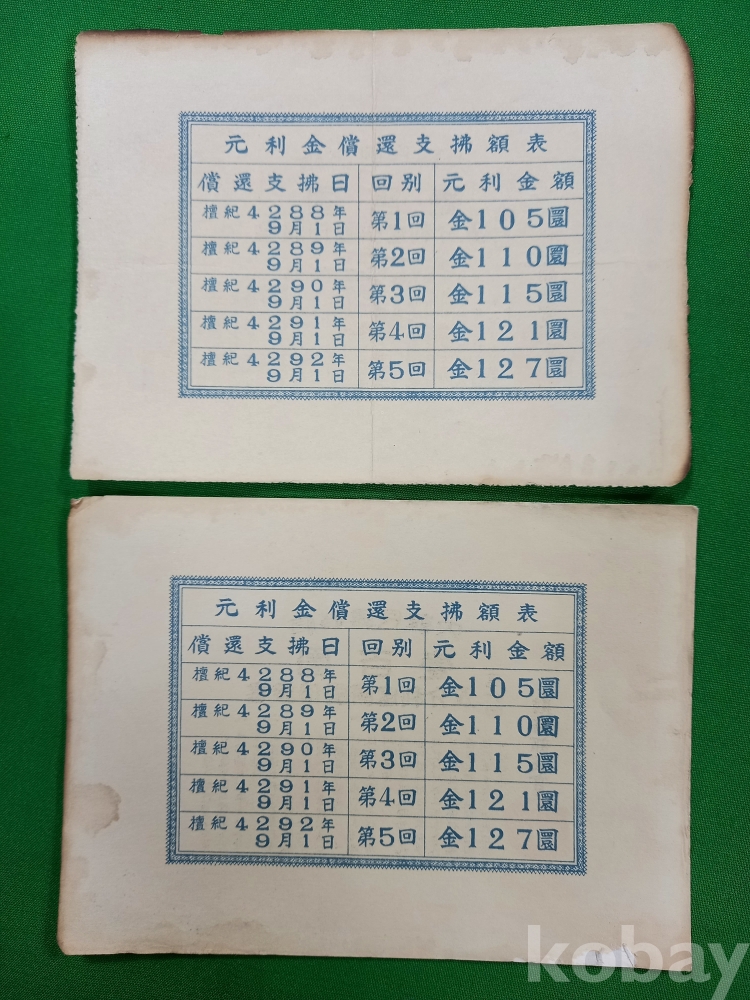 元利金償還支拂額表
償還支拂日 回別 元利金額
檀紀4288年
9月1日 第1回 金105圜
檀紀4289年
9月1日 第2回 金110圜
檀紀4290年
9月1日 第3回 金115圜
檀紀4291年
9月1日 第4回 金121圜
檀紀4292年
9月1日 第5回 金127圜
元利金償還支拂額表
償還支拂日 回別 元利金額
檀紀4288年
9月1日 第1回 金105圜
檀紀4289年
9月1日 第2回 金110圜
檀紀4290年
9月1日 第3回 金115圜
檀紀4291年
9月1日 第4回 金121圜
檀紀4292年
9月1日 第5回 金127圜
kobay